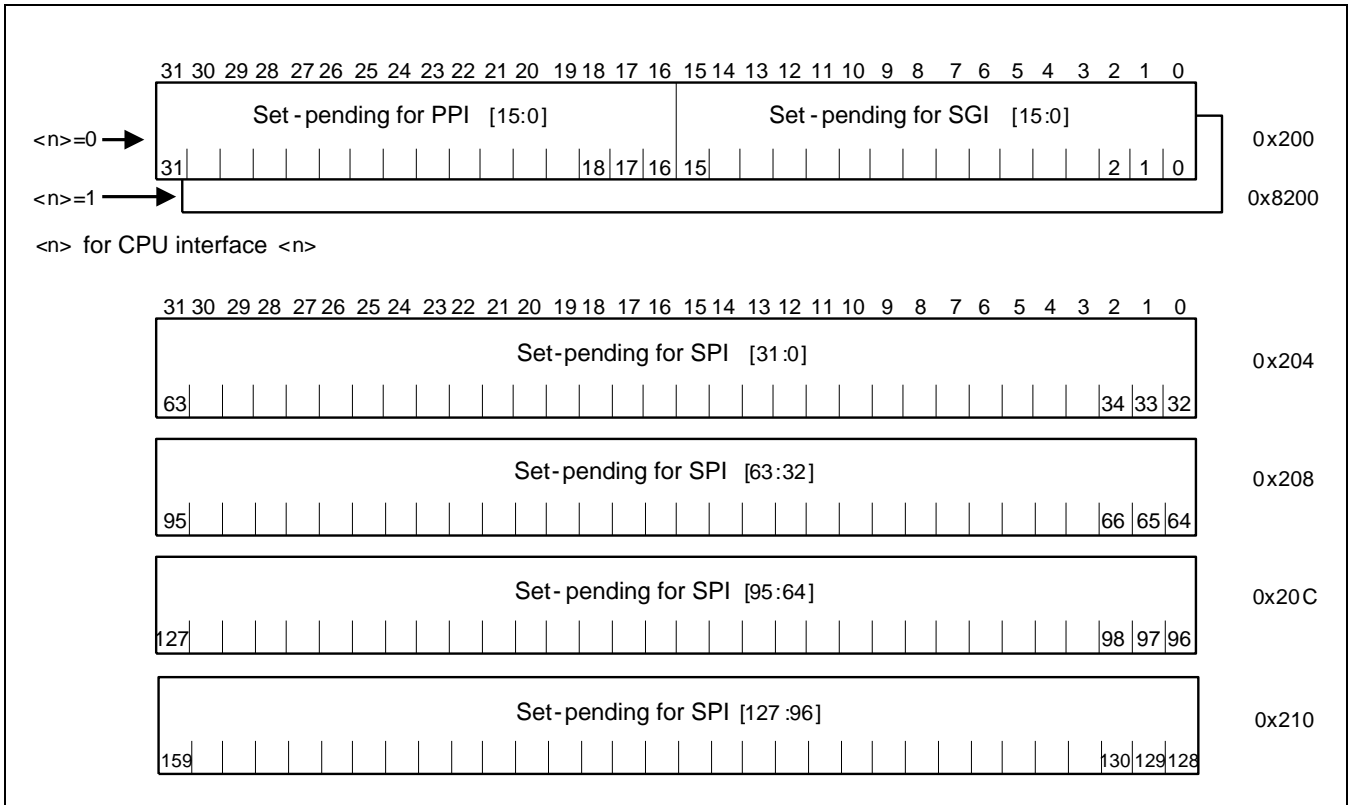 31 30 29 28 27 26 25 24 23 22 21 20 19 18 17 16 15 14 13 12 11 10 9 8 7 6 5 4 3 2 1 0
Set-pending for PPI [15:0] Set-pending for SGI [15:0]
<n>=0 0x200
31 18 17 16 15 2 1 0
<n>=1 0x8200
<n> for CPU interface <n>
31 30 29 28 27 26 25 24 23 22 21 20 19 18 17 16 15 14 13 12 11 10 9 8 7 6 5 4 3 2 1 0
Set-pending for SPI [31:0] 0x204
63 34 33 32
Set-pending for SPI [63:32] 0x208
95 66 65 64
Set-pending for SPI [95:64] 0x20C
127 98 97 96
Set-pending for SPI [127:96] 0x210
159 130 129 128